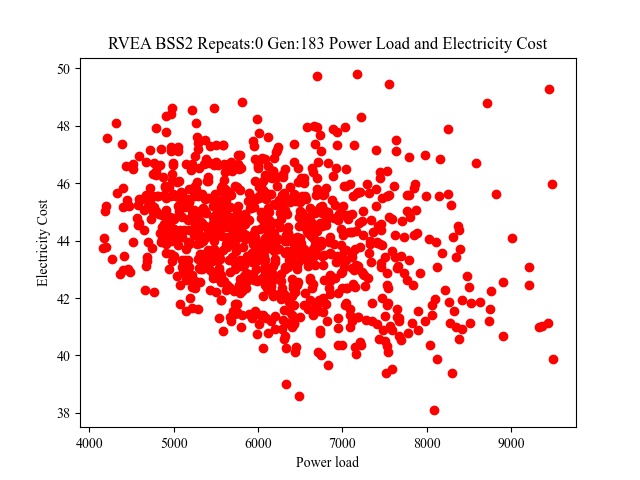 RVEA BSS2 Repeats:0 Gen:183 Power Load and Electricity Cost
50
48
46
44
42
40
38
Electricity Cost
4000 5000 6000 7000 8000 9000
Power load